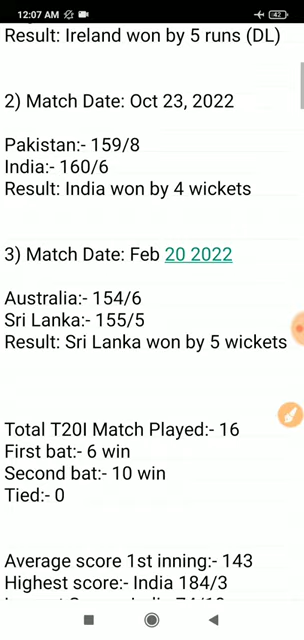 12:07 AM
42
Result: Ireland won by 5 runs (DL)
2) Match Date: Oct 23, 2022
Pakistan:- 159/8
India:- 160/6
Result: India won by 4 wickets
3) Match Date: Feb 20 2022
Australia:- 154/6
Sri Lanka:- 155/5
Result: Sri Lanka won by 5 wickets
Total T20I Match Played:- 16
First bat:- 6 win
Second bat:- 10 win
Tied:- 0
Average score 1st inning:- 143
Highest score:- India 184/3